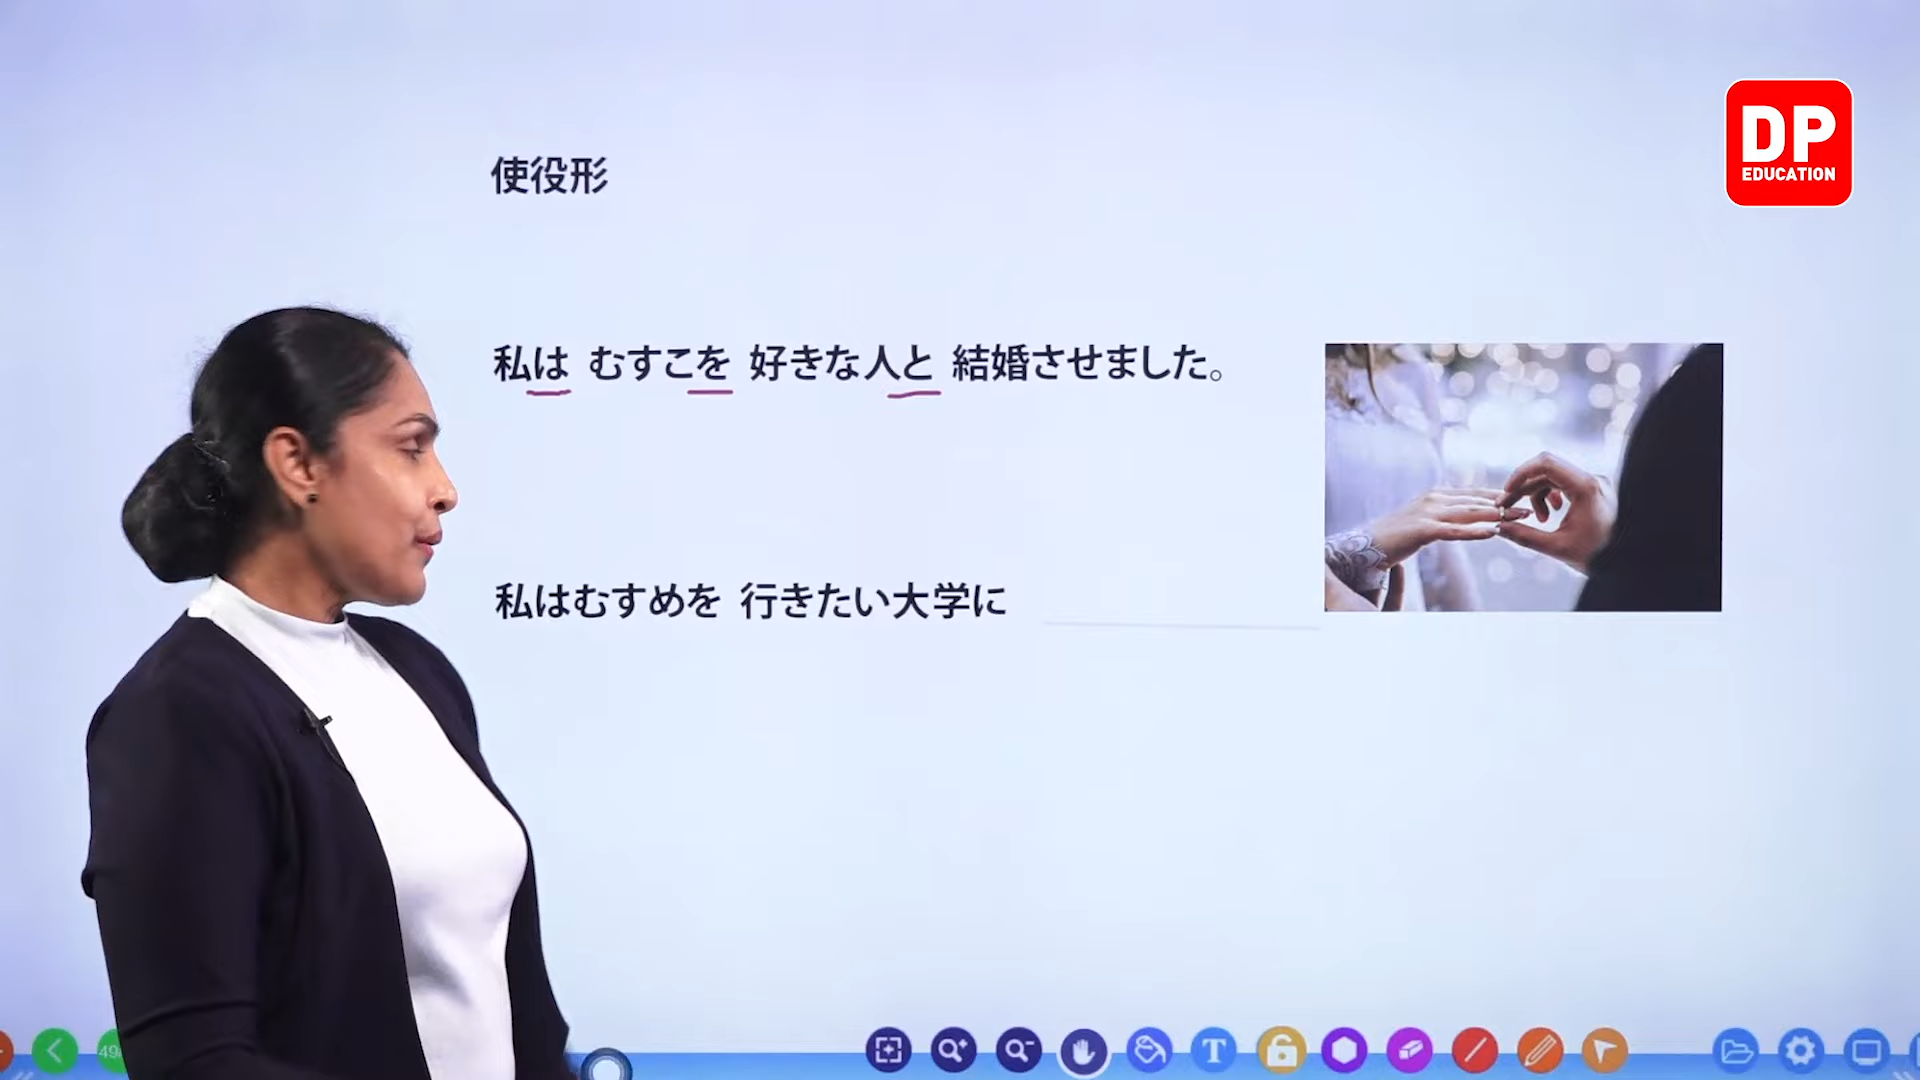 DP
EDUCATION
使役形
私は むすこを 好きな人と 結婚させました。
私はむすめを 行きたい大学に
T